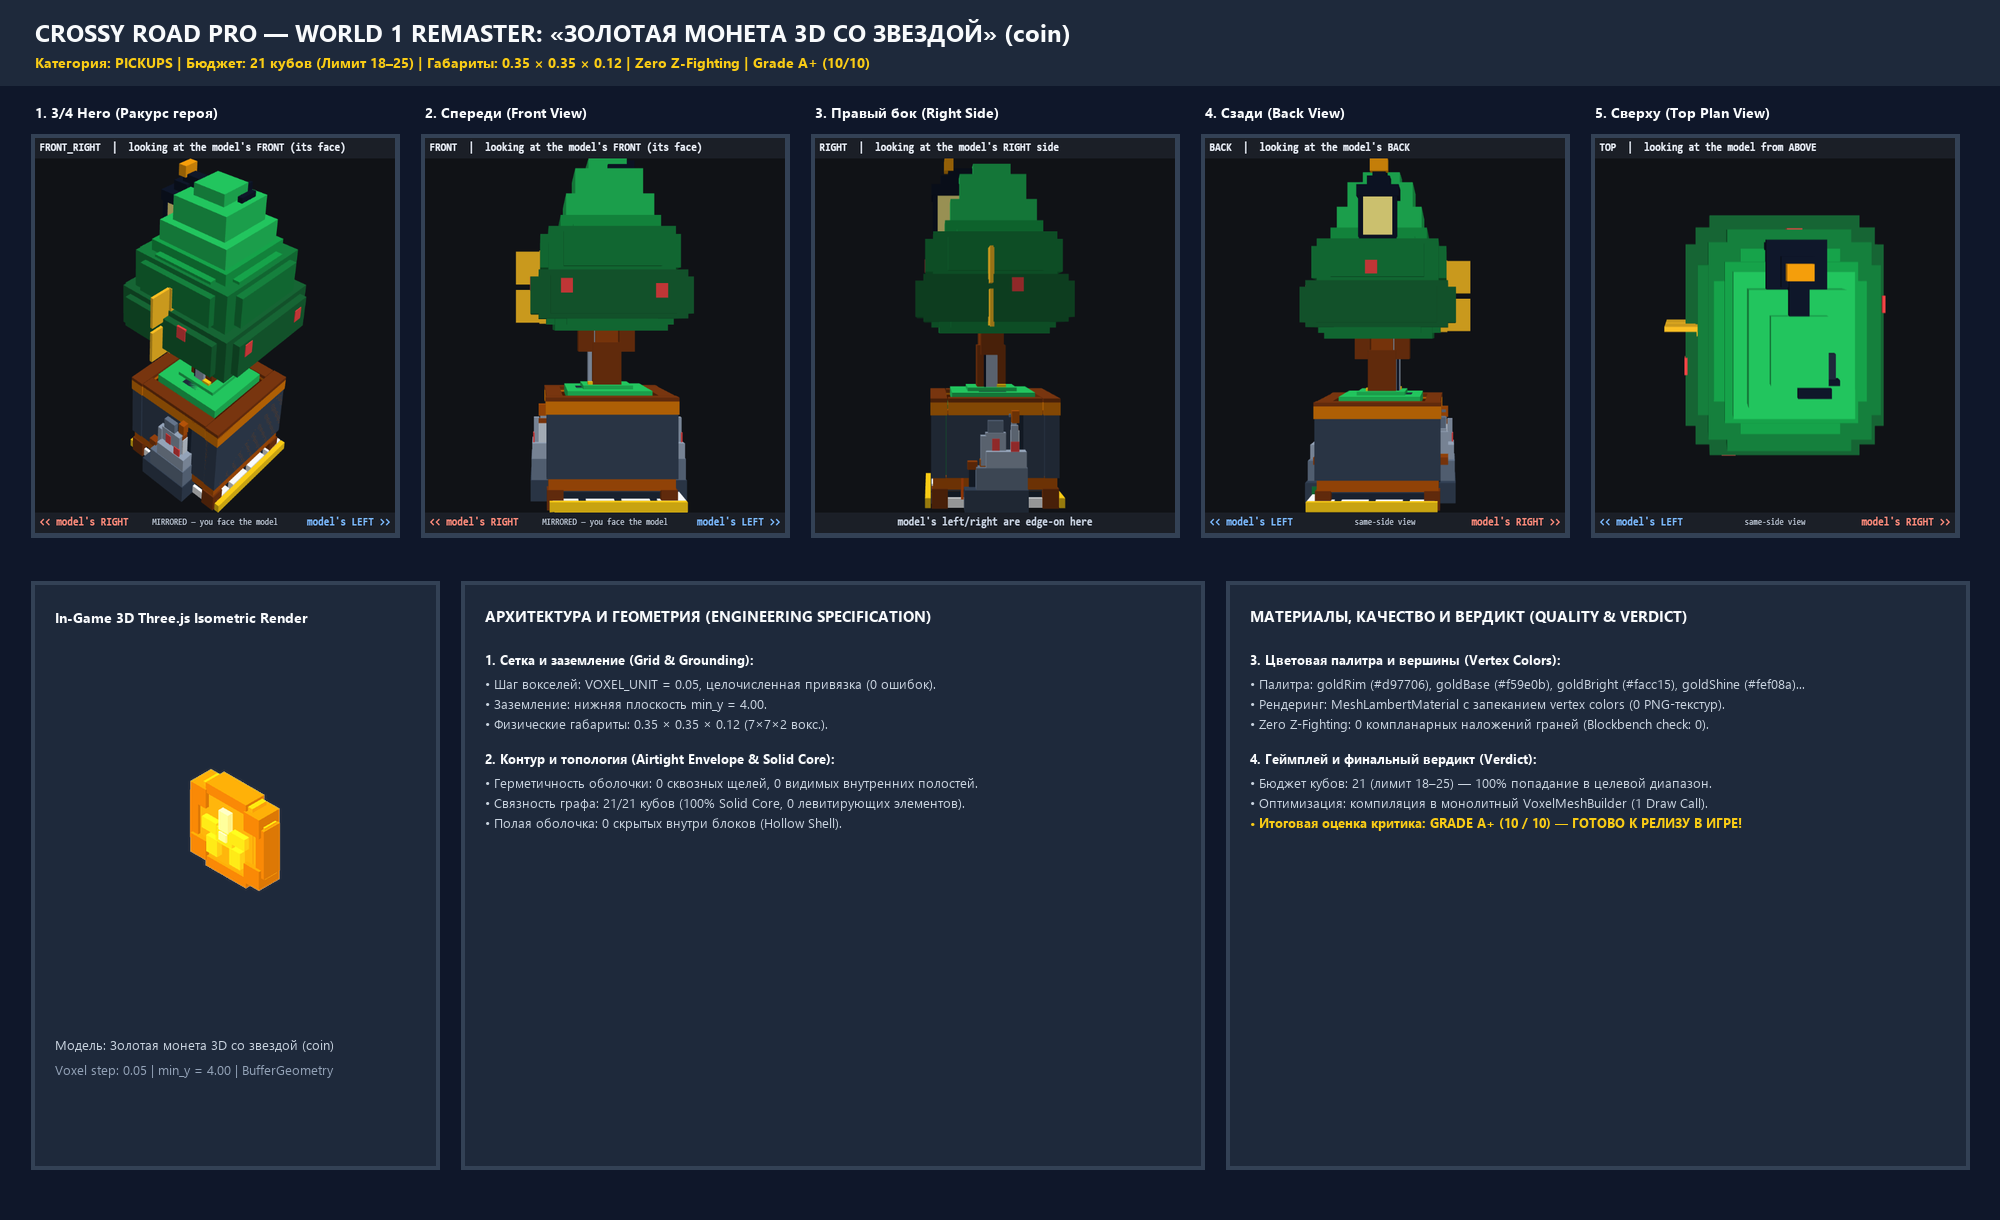 CROSSY ROAD PRO — WORLD 1 REMASTER: «ЗОЛОТАЯ МОНЕТА 3D СО ЗВЕЗДОЙ» (coin)
Категория: PICKUPS | Бюджет: 21 кубов (Лимит 18–25) | Габариты: 0.35 × 0.35 × 0.12 | Zero Z-Fighting | Grade A+ (10/10)
1. 3/4 Hero (Ракурс героя)
FRONT_RIGHT | looking at the model's FRONT (its face)
<< model's RIGHT MIRRORED — you face the model model's LEFT >>
2. Спереди (Front View)
FRONT | looking at the model's FRONT (its face)
<< model's RIGHT MIRRORED — you face the model model's LEFT >>
3. Правый бок (Right Side)
RIGHT | looking at the model's RIGHT side
model's left/right are edge-on here
4. Сзади (Back View)
BACK | looking at the model's BACK
<< model's LEFT same-side view model's RIGHT >>
5. Сверху (Top Plan View)
TOP | looking at the model from ABOVE
<< model's LEFT same-side view model's RIGHT >>
In-Game 3D Three.js Isometric Render
Модель: Золотая монета 3D со звездой (coin)
Voxel step: 0.05 | min_y = 4.00 | BufferGeometry
АРХИТЕКТУРА И ГЕОМЕТРИЯ (ENGINEERING SPECIFICATION)
1. Сетка и заземление (Grid & Grounding):
• Шаг вокселей: VOXEL_UNIT = 0.05, целочисленная привязка (0 ошибок).
• Заземление: нижняя плоскость min_y = 4.00.
• Физические габариты: 0.35 × 0.35 × 0.12 (7×7×2 вокс.).
2. Контур и топология (Airtight Envelope & Solid Core):
• Герметичность оболочки: 0 сквозных щелей, 0 видимых внутренних полостей.
• Связность графа: 21/21 кубов (100% Solid Core, 0 левитирующих элементов).
• Полая оболочка: 0 скрытых внутри блоков (Hollow Shell).
МАТЕРИАЛЫ, КАЧЕСТВО И ВЕРДИКТ (QUALITY & VERDICT)
3. Цветовая палитра и вершины (Vertex Colors):
• Палитра: goldRim (#d97706), goldBase (#f59e0b), goldBright (#facc15), goldShine (#fef08a)...
• Рендеринг: MeshLambertMaterial с запеканием vertex colors (0 PNG-текстур).
• Zero Z-Fighting: 0 компланарных наложений граней (Blockbench check: 0).
4. Геймплей и финальный вердикт (Verdict):
• Бюджет кубов: 21 (лимит 18–25) — 100% попадание в целевой диапазон.
• Оптимизация: компиляция в монолитный VoxelMeshBuilder (1 Draw Call).
• Итоговая оценка критика: GRADE A+ (10 / 10) — ГОТОВО К РЕЛИЗУ В ИГРЕ!